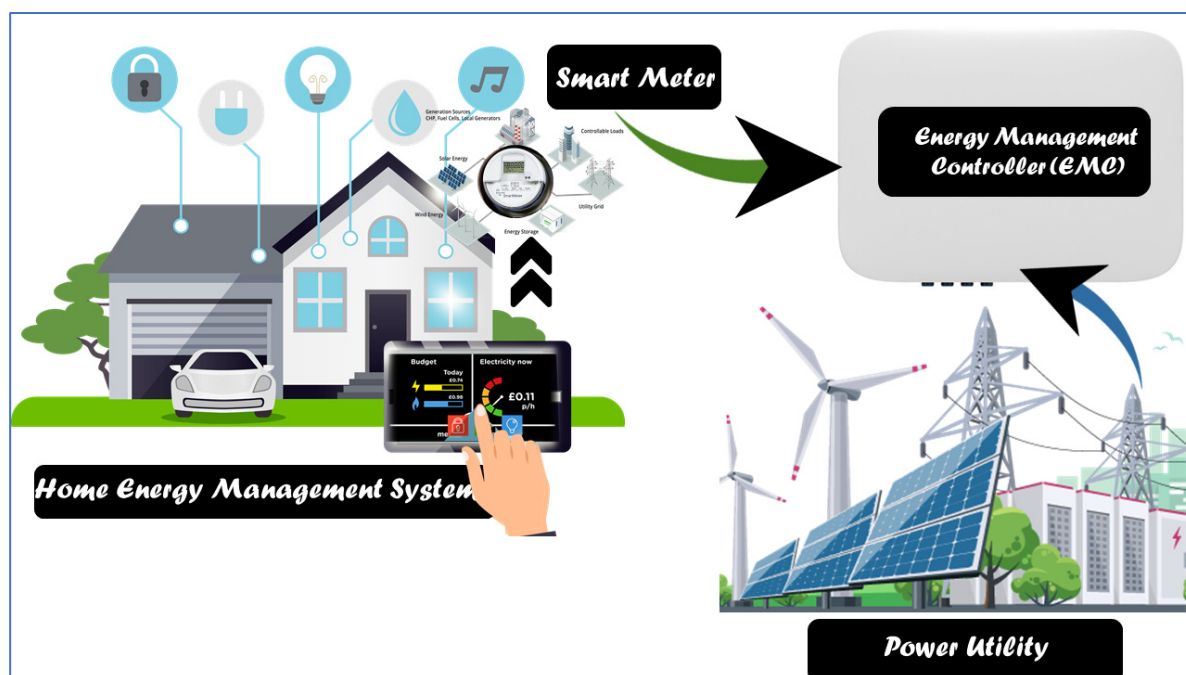 Smart Meter
Energy Management
Controller (EMC)
Generation Sources
CHP, Fuel Cells, Local Generators
Controllable Loads
Solar Energy
Utility Grid
Wind Energy
Energy Storage
Budget
Electricity now
Today
£0.74
£0.98
£0.11
p/h
me
Home Energy Management System
Power Utility